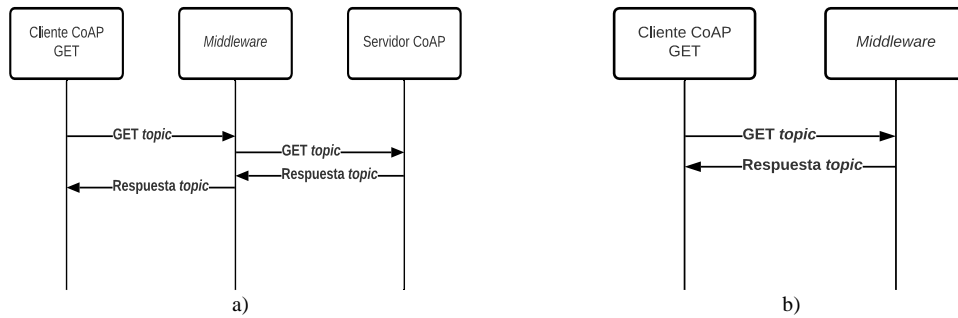 Cliente CoAP
GET
Middleware
Servidor CoAP
GET topic
GET topic
Respuesta topic
Respuesta topic
a)
Cliente CoAP
GET
Middleware
GET topic
Respuesta topic
b)